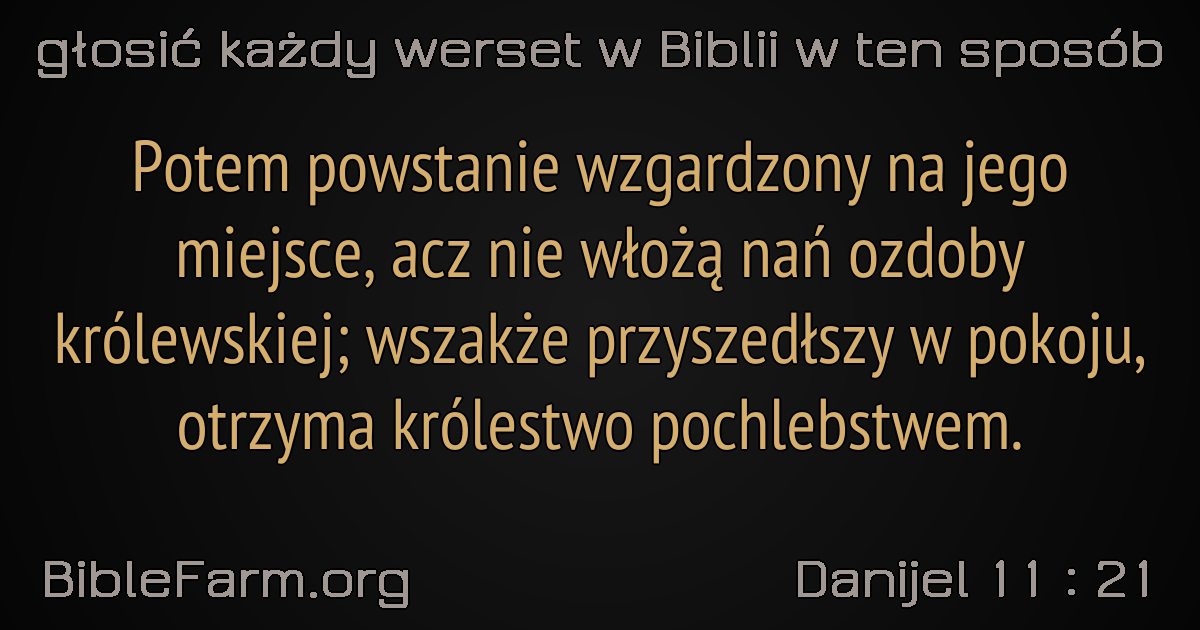 głosić każdy werset w Biblii w ten sposób
Potem powstanie wzgardzony na jego
miejsce, acz nie włożą nań ozdoby
królewskiej; wszakże przyszedłszy w pokoju,
otrzyma królestwo pochlebstwem.
BibleFarm.org
Danijel 11 : 21